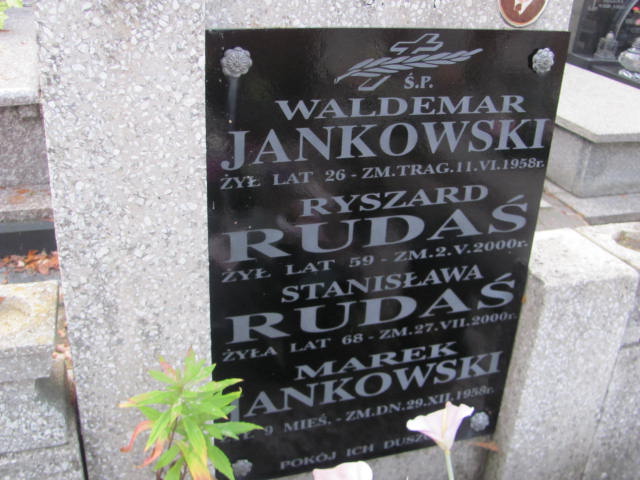 Ś.P.
WALDEMAR
JANKOWSKI
ŻYŁ LAT 26 - ZM.TRAG.11.VI.1958r.
RYSZARD
RUDAŚ
ŻYŁ LAT 59 - ZM.2.V.2000r.
STANISŁAWA
RUDAŚ
ŻYŁA LAT 68 - ZM.27.VII.2000r.
MAREK
JANKOWSKI
9 MIEŚ. - ZM.DN.29.XII.1958r.
POKÓJ ICH